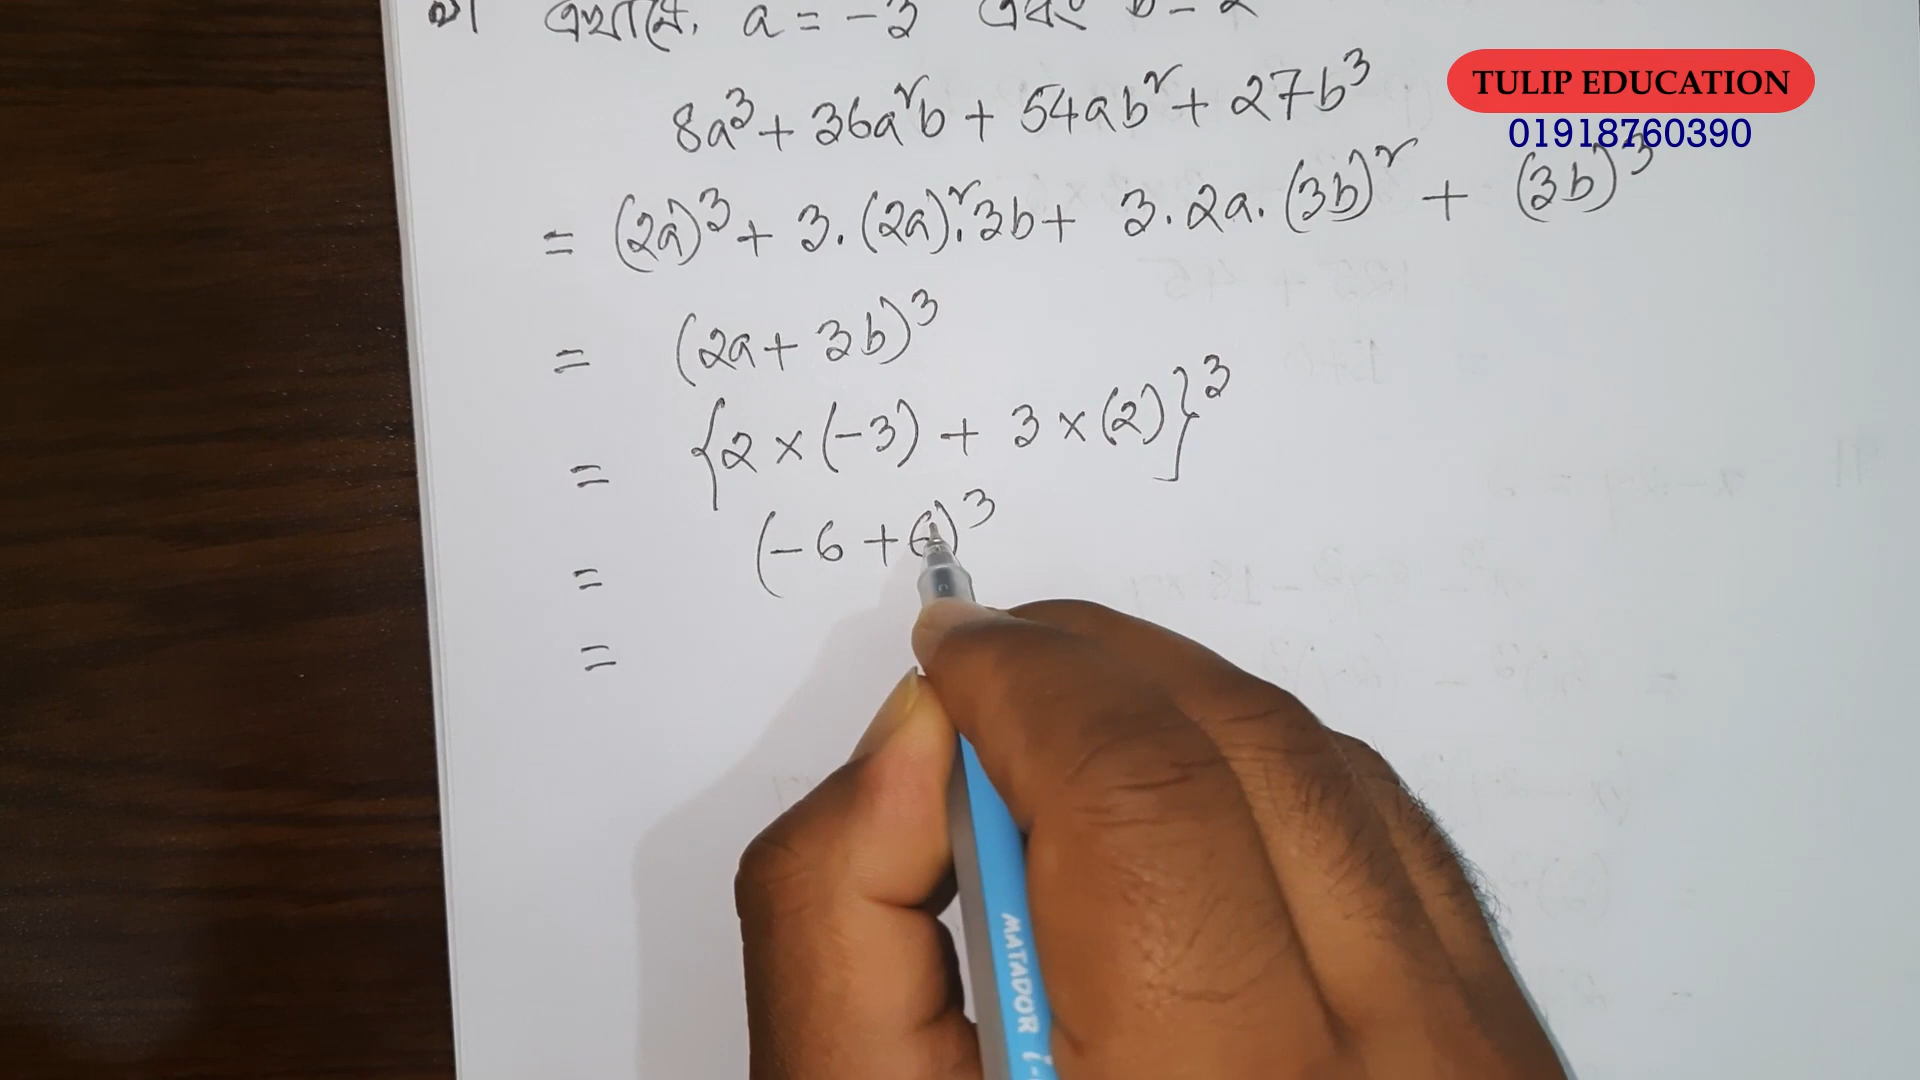 এখানে, a = -3 এবং b = 2
TULIP EDUCATION
01918760390
8a³ + 36a²b + 54ab² + 27b³
= (2a)³ + 3.(2a)².3b + 3.2a.(3b)² + (3b)³
= (2a + 3b)³
= {2 × (-3) + 3 × (2)}³
= (-6 + 6)³
=
MATADOR i-